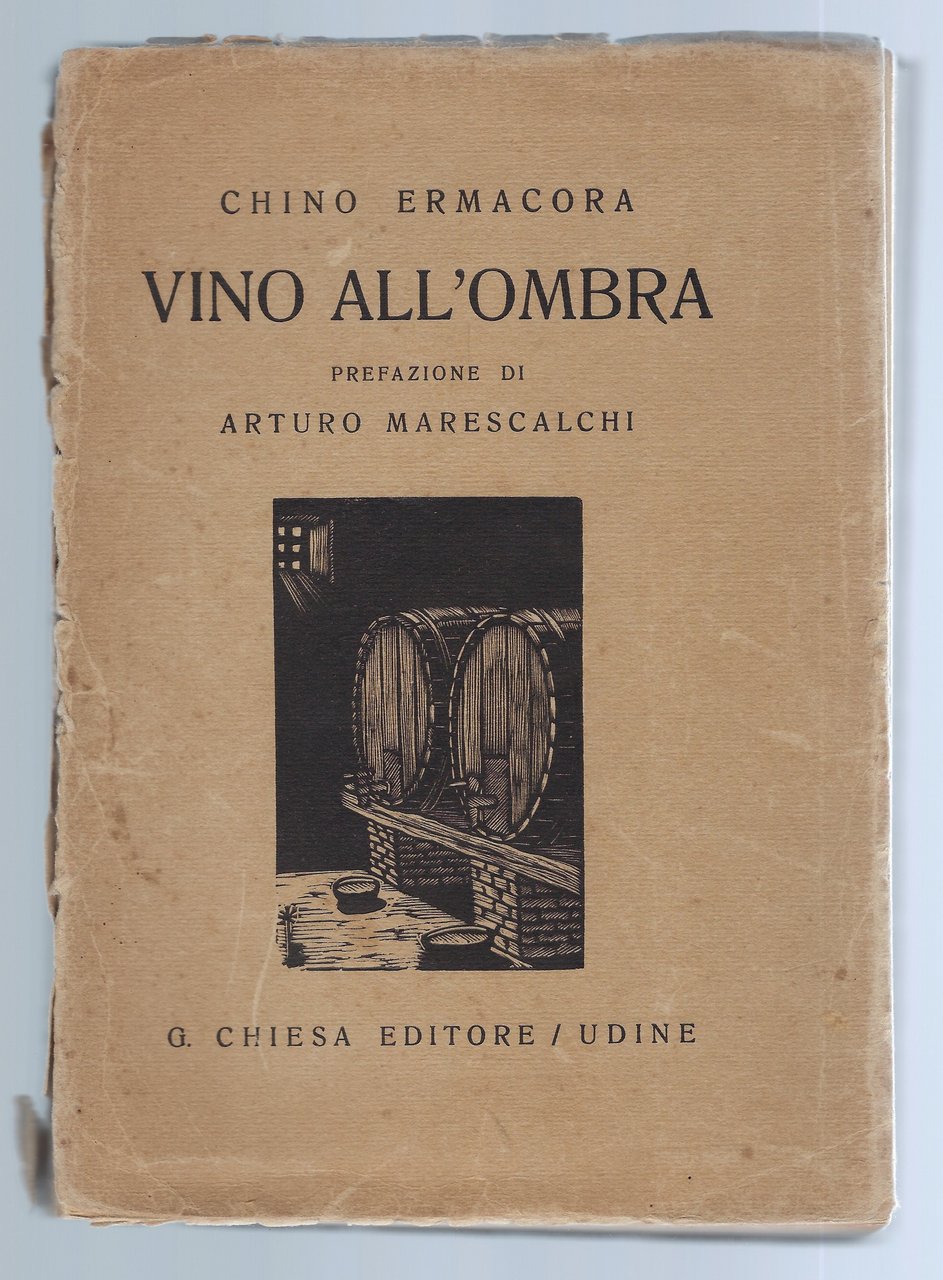 CHINO ERMACORA
VINO ALL'OMBRA
PREFAZIONE DI
ARTURO MARESCALCHI
G. CHIESA EDITORE / UDINE